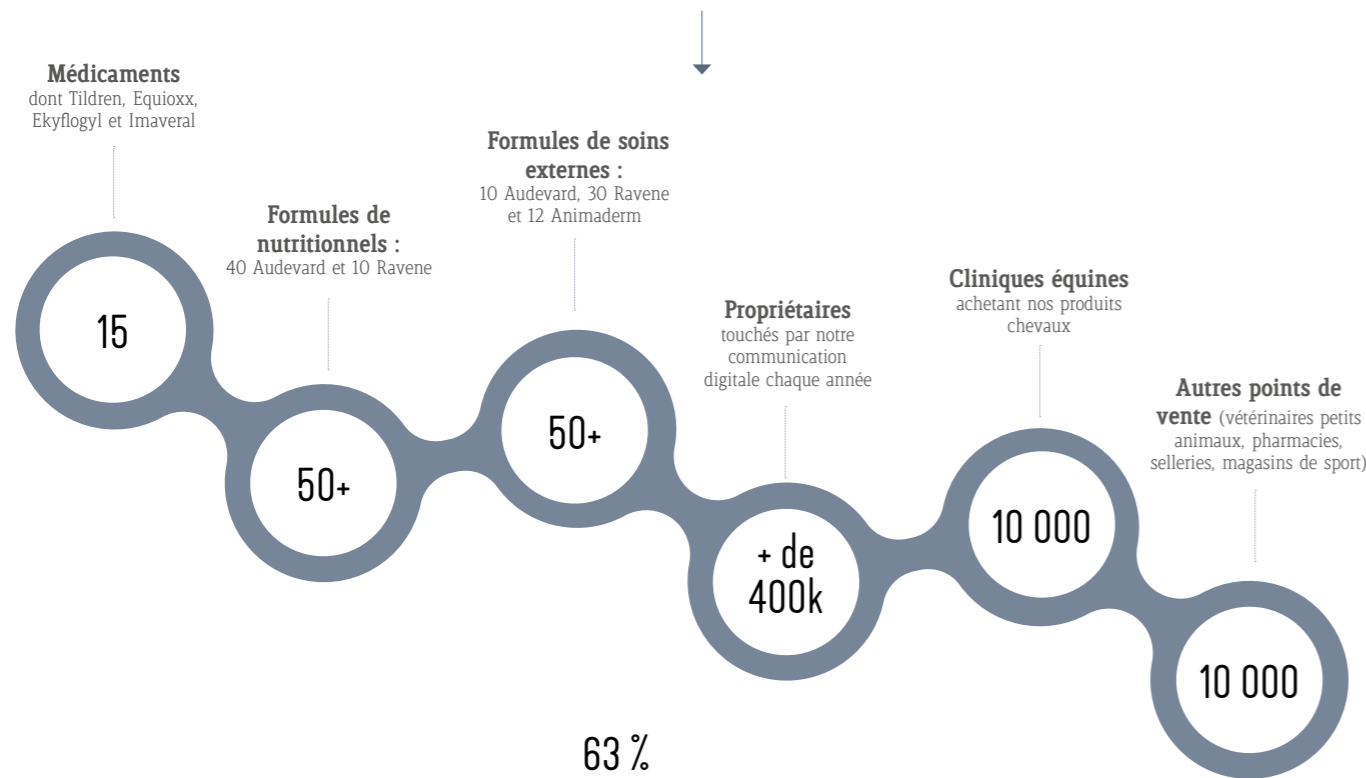 Médicaments
dont Tildren, Equioxx,
Ekyflogyl et Imaveral
15
Formules de
nutritionnels :
40 Audevard et 10 Ravene
50+
Formules de soins
externes :
10 Audevard, 30 Ravene
et 12 Animaderm
50+
Propriétaires
touchés par notre
communication
digitale chaque année
+ de
400k
Cliniques équines
achetant nos produits
chevaux
10 000
Autres points de
vente (vétérinaires petits
animaux, pharmacies,
selleries, magasins de sport)
10 000
63 %